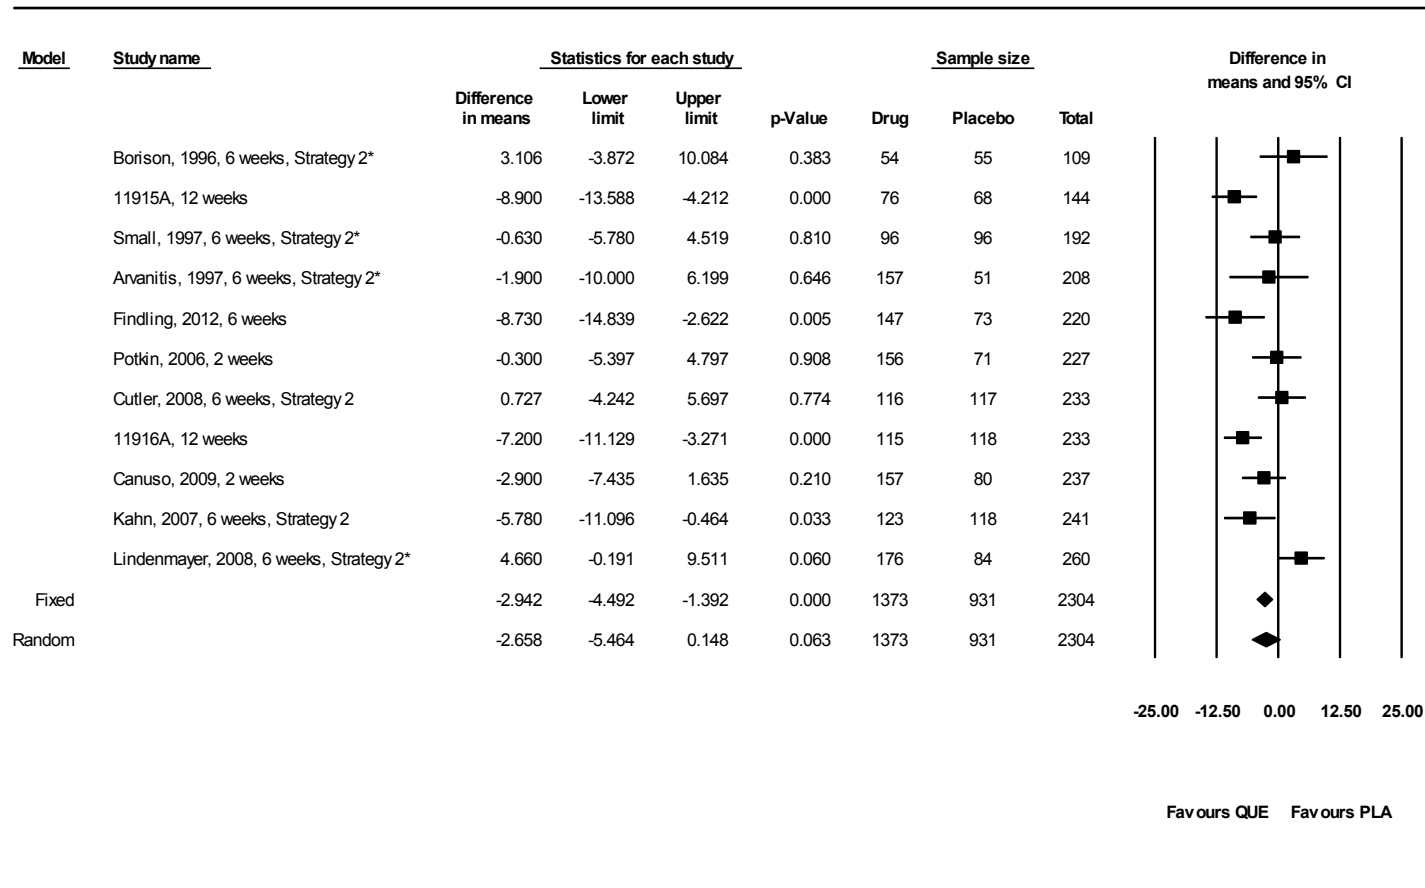 Model Study name Statistics for each study Sample size Difference in means and 95% CI
Difference in means Lower limit Upper limit p-Value Drug Placebo Total
Borison, 1996, 6 weeks, Strategy 2* 3.106 -3.872 10.084 0.383 54 55 109
11915A, 12 weeks -8.900 -13.588 -4.212 0.000 76 68 144
Small, 1997, 6 weeks, Strategy 2* -0.630 -5.780 4.519 0.810 96 96 192
Arvanitis, 1997, 6 weeks, Strategy 2* -1.900 -10.000 6.199 0.646 157 51 208
Findling, 2012, 6 weeks -8.730 -14.839 -2.622 0.005 147 73 220
Potkin, 2006, 2 weeks -0.300 -5.397 4.797 0.908 156 71 227
Cutler, 2008, 6 weeks, Strategy 2 0.727 -4.242 5.697 0.774 116 117 233
11916A, 12 weeks -7.200 -11.129 -3.271 0.000 115 118 233
Canuso, 2009, 2 weeks -2.900 -7.435 1.635 0.210 157 80 237
Kahn, 2007, 6 weeks, Strategy 2 -5.780 -11.096 -0.464 0.033 123 118 241
Lindenmayer, 2008, 6 weeks, Strategy 2* 4.660 -0.191 9.511 0.060 176 84 260
Fixed -2.942 -4.492 -1.392 0.000 1373 931 2304
Random -2.658 -5.464 0.148 0.063 1373 931 2304
-25.00 -12.50 0.00 12.50 25.00
Favours QUE Favours PLA